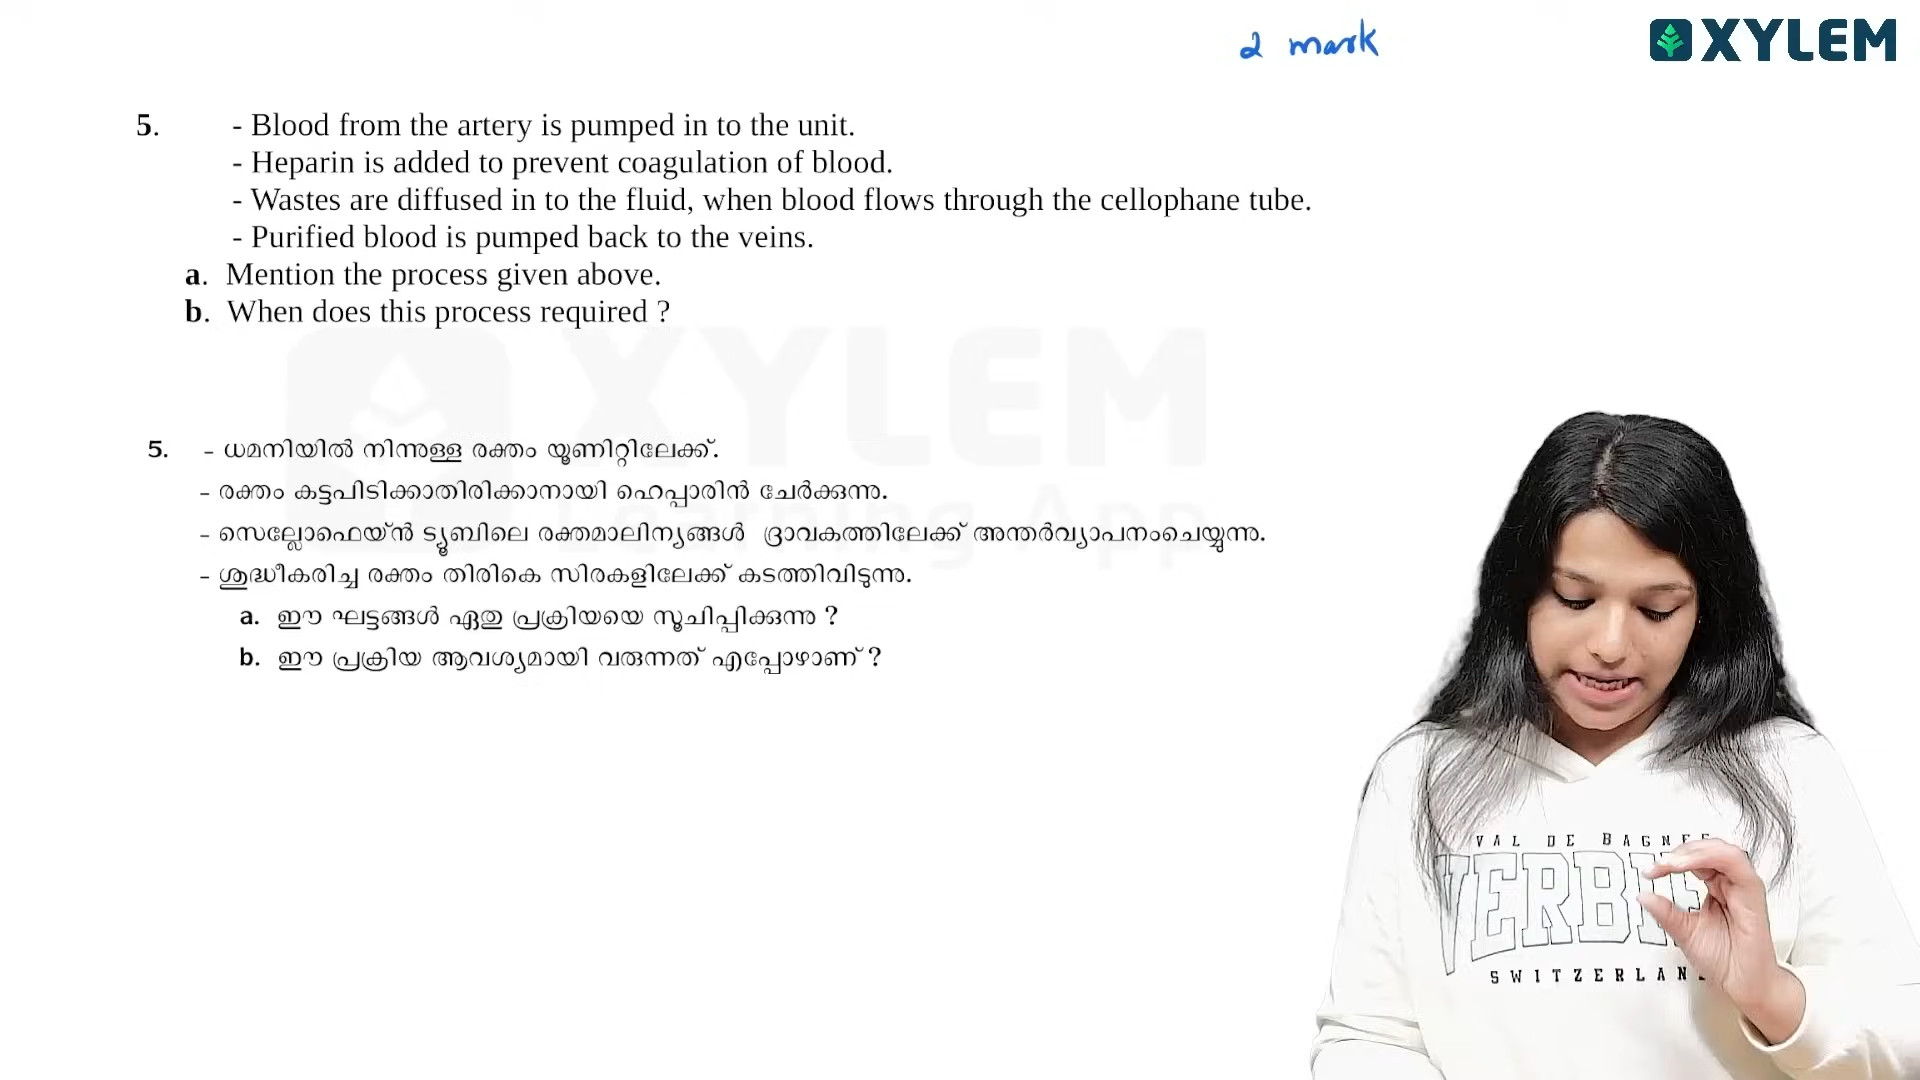 2 mark
XYLEM
5. - Blood from the artery is pumped in to the unit.
- Heparin is added to prevent coagulation of blood.
- Wastes are diffused in to the fluid, when blood flows through the cellophane tube.
- Purified blood is pumped back to the veins.
a. Mention the process given above.
b. When does this process required ?
XYLEM
Learning App
5. - ധമനിയിൽ നിന്നുള്ള രക്തം യൂണിറ്റിലേക്ക്.
- രക്തം കട്ടപിടിക്കാതിരിക്കാനായി ഹെപ്പാരിൻ ചേർക്കുന്നു.
- സെല്ലോഫെയ്ൻ ട്യൂബിലെ രക്തമാലിന്യങ്ങൾ ദ്രാവകത്തിലേക്ക് അന്തർവ്യാപനംചെയ്യുന്നു.
- ശുദ്ധീകരിച്ച രക്തം തിരികെ സിരകളിലേക്ക് കടത്തിവിടുന്നു.
a. ഈ ഘട്ടങ്ങൾ ഏതു പ്രക്രിയയെ സൂചിപ്പിക്കുന്നു ?
b. ഈ പ്രക്രിയ ആവശ്യമായി വരുന്നത് എപ്പോഴാണ് ?
VAL DE BAGNES
SWITZERLAN